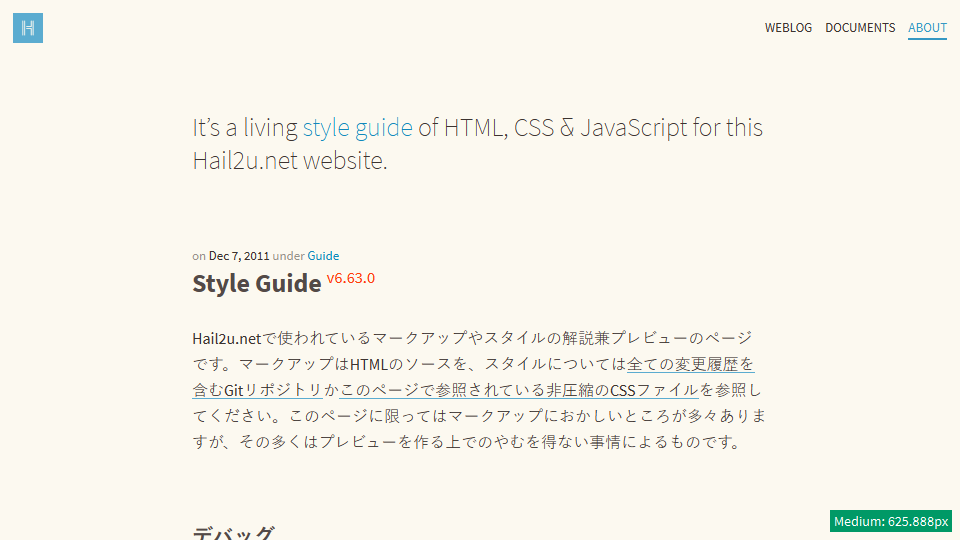 H
WEBLOG DOCUMENTS ABOUT
It’s a living style guide of HTML, CSS & JavaScript for this
Hail2u.net website.
on Dec 7, 2011 under Guide
Style Guide v6.63.0
Hail2u.netで使われているマークアップやスタイルの解説兼プレビューのページ
です。マークアップはHTMLのソースを、スタイルについては全ての変更履歴を
含むGitリポジトリかこのページで参照されている非圧縮のCSSファイルを参照し
てください。このページに限ってはマークアップにおかしいところが多々ありま
すが、その多くはプレビューを作る上でのやむを得ない事情によるものです。
デバッグ
Medium: 625.888px